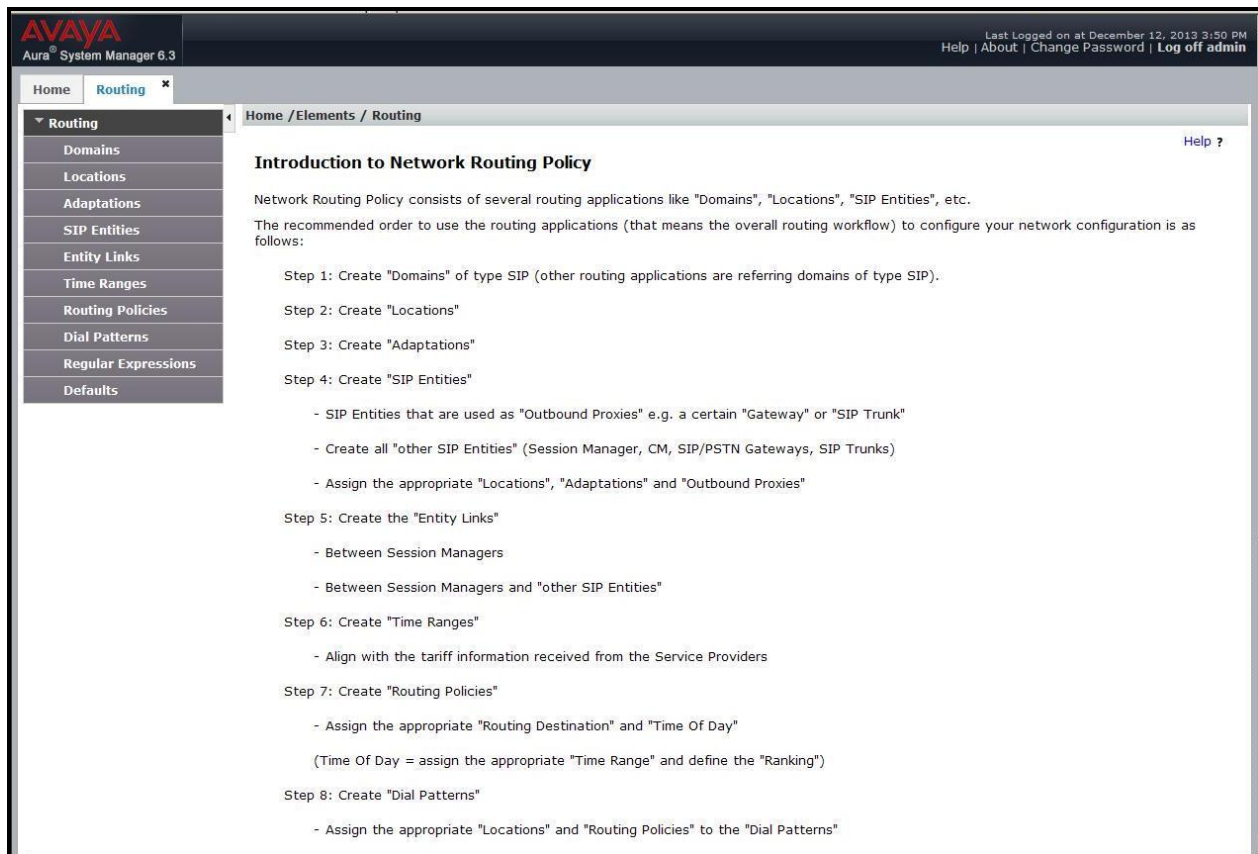 AVAYA
Aura® System Manager 6.3
Last Logged on at December 12, 2013 3:50 PM
Help | About | Change Password | Log off admin
Home
Routing ✖
Routing
Domains
Locations
Adaptations
SIP Entities
Entity Links
Time Ranges
Routing Policies
Dial Patterns
Regular Expressions
Defaults
Home / Elements / Routing
Help ?
Introduction to Network Routing Policy
Network Routing Policy consists of several routing applications like "Domains", "Locations", "SIP Entities", etc.
The recommended order to use the routing applications (that means the overall routing workflow) to configure your network configuration is as
follows:
Step 1: Create "Domains" of type SIP (other routing applications are referring domains of type SIP).
Step 2: Create "Locations"
Step 3: Create "Adaptations"
Step 4: Create "SIP Entities"
- SIP Entities that are used as "Outbound Proxies" e.g. a certain "Gateway" or "SIP Trunk"
- Create all "other SIP Entities" (Session Manager, CM, SIP/PSTN Gateways, SIP Trunks)
- Assign the appropriate "Locations", "Adaptations" and "Outbound Proxies"
Step 5: Create the "Entity Links"
- Between Session Managers
- Between Session Managers and "other SIP Entities"
Step 6: Create "Time Ranges"
- Align with the tariff information received from the Service Providers
Step 7: Create "Routing Policies"
- Assign the appropriate "Routing Destination" and "Time Of Day"
(Time Of Day = assign the appropriate "Time Range" and define the "Ranking")
Step 8: Create "Dial Patterns"
- Assign the appropriate "Locations" and "Routing Policies" to the "Dial Patterns"